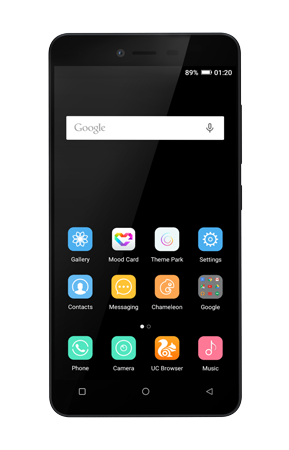 89% 01:20
Google
Gallery Mood Card Theme Park Settings
Contacts Messaging Chameleon Google
Phone Camera UC Browser Music